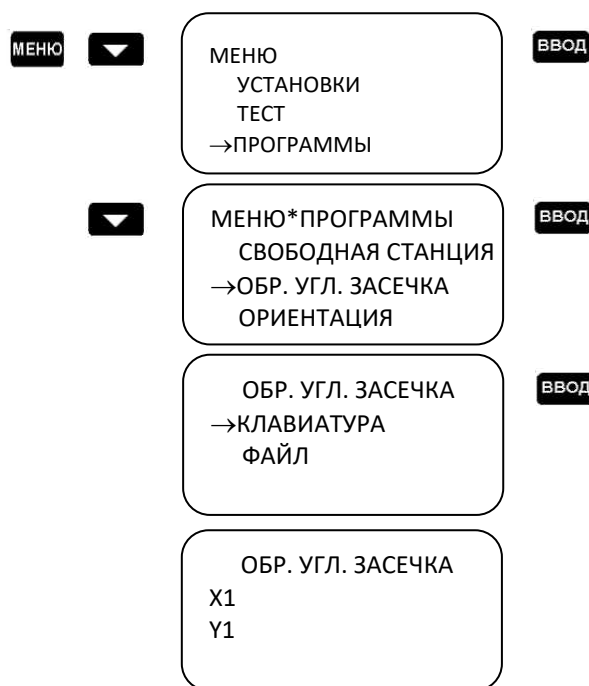 МЕНЮ
МЕНЮ
УСТАНОВКИ
ТЕСТ
→ПРОГРАММЫ
ВВОД
МЕНЮ*ПРОГРАММЫ
СВОБОДНАЯ СТАНЦИЯ
→ОБР. УГЛ. ЗАСЕЧКА
ОРИЕНТАЦИЯ
ВВОД
ОБР. УГЛ. ЗАСЕЧКА
→КЛАВИАТУРА
ФАЙЛ
ВВОД
ОБР. УГЛ. ЗАСЕЧКА
X1
Y1